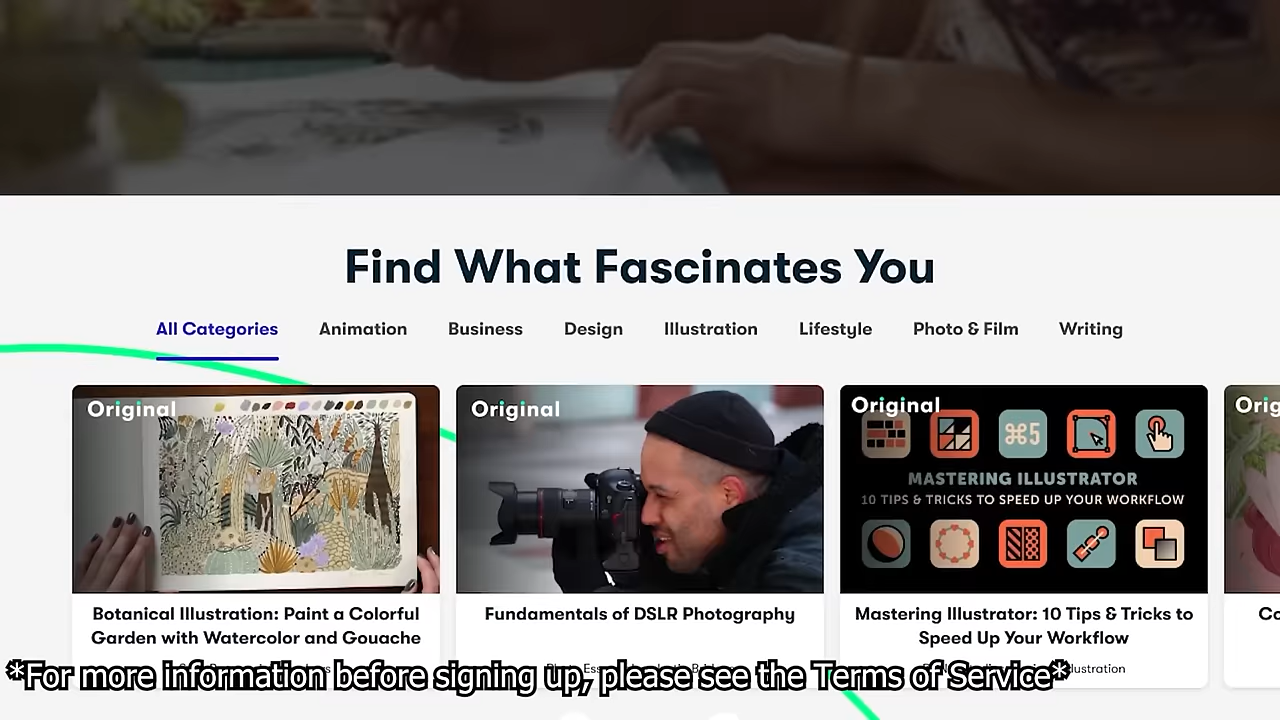 Find What Fascinates You
All Categories Animation Business Design Illustration Lifestyle Photo & Film Writing
Original
Original
Original
Orig
⌘5
MASTERING ILLUSTRATOR
10 TIPS & TRICKS TO SPEED UP YOUR WORKFLOW
Botanical Illustration: Paint a Colorful
Garden with Watercolor and Gouache
Fundamentals of DSLR Photography
Mastering Illustrator: 10 Tips & Tricks to
Speed Up Your Workflow
Co
*For more information before signing up, please see the Terms of Service*